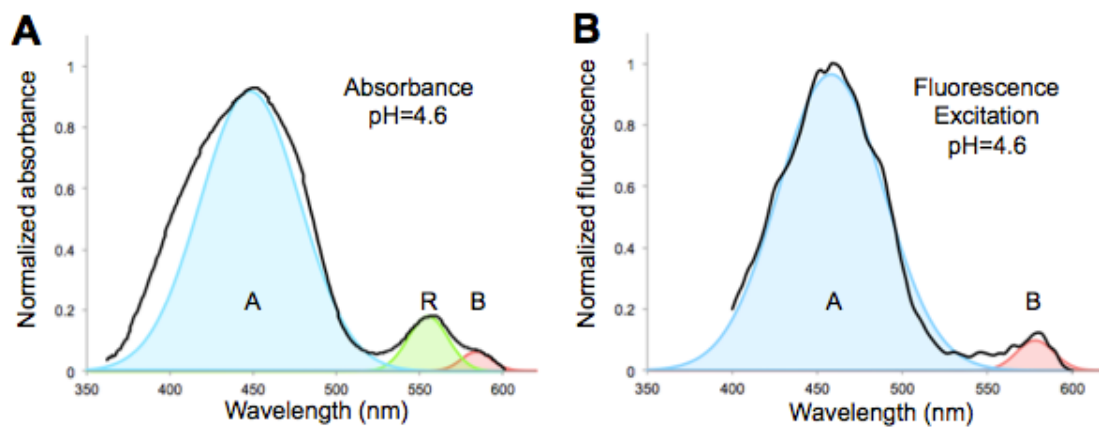 A
Normalized absorbance
1
0.8
0.6
0.4
0.2
0
Absorbance
pH=4.6
A
R
B
350
400
450
500
550
600
Wavelength (nm)
B
Normalized fluorescence
1
0.8
0.6
0.4
0.2
0
Fluorescence
Excitation
pH=4.6
A
B
350
400
450
500
550
600
Wavelength (nm)